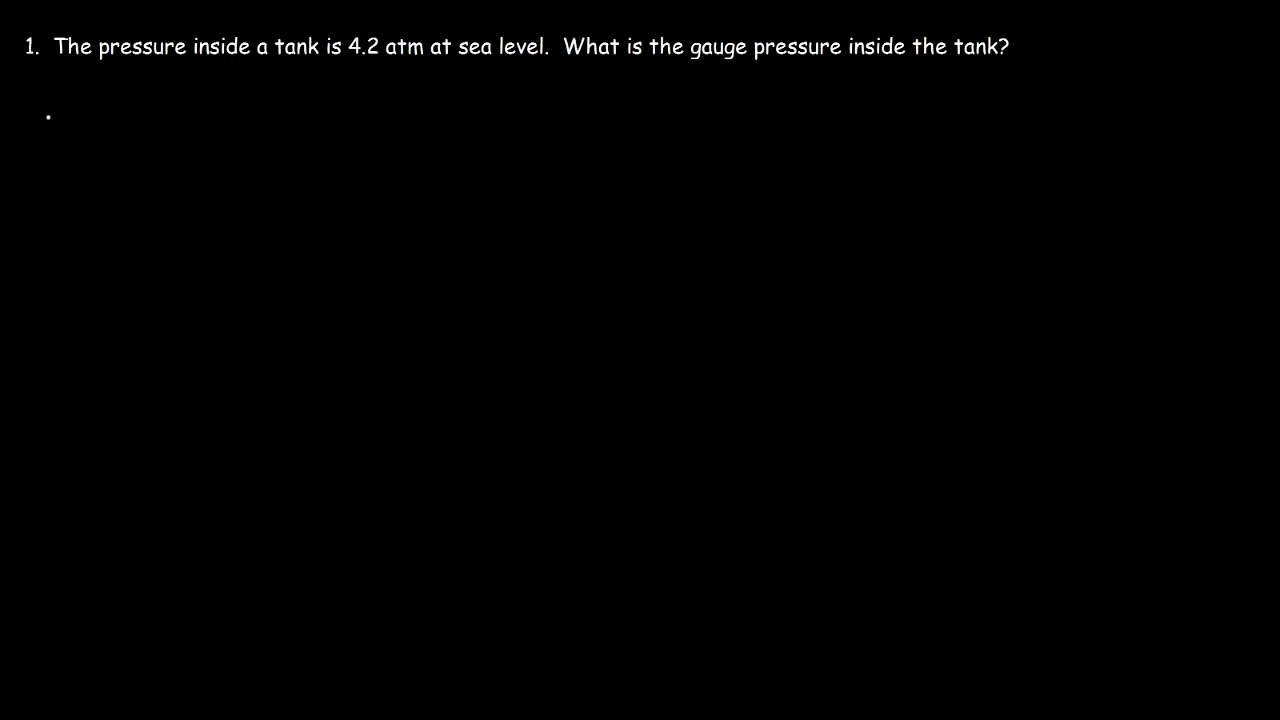 1. The pressure inside a tank is 4.2 atm at sea level. What is the gauge pressure inside the tank?